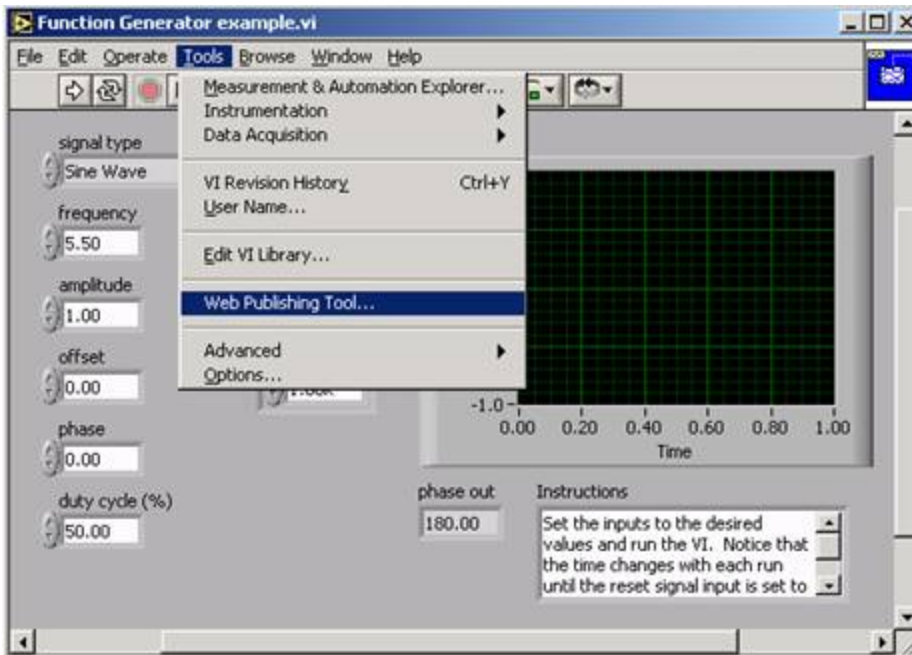 Function Generator example.vi
File Edit Operate Tools Browse Window Help
Measurement & Automation Explorer...
Instrumentation
Data Acquisition
VI Revision History Ctrl+Y
User Name...
Edit VI Library...
Web Publishing Tool...
Advanced
Options...
signal type
Sine Wave
frequency
5.50
amplitude
1.00
offset
0.00
phase
0.00
duty cycle (%)
50.00
-1.0
0.00 0.20 0.40 0.60 0.80 1.00
Time
phase out
180.00
Instructions
Set the inputs to the desired
values and run the VI. Notice that
the time changes with each run
until the reset signal input is set to